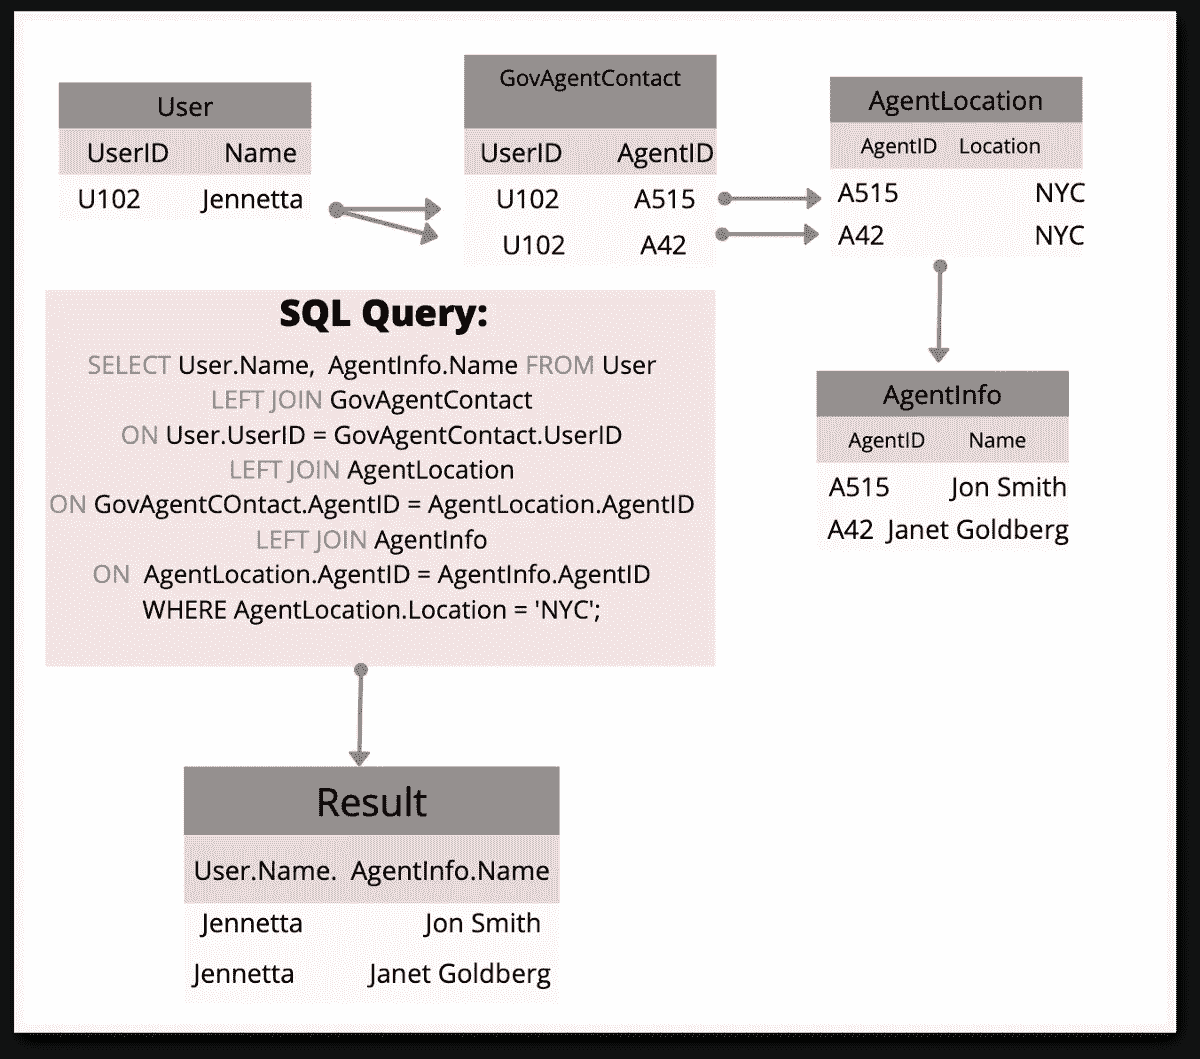 User
UserID Name
U102 Jennetta
GovAgentContact
UserID AgentID
U102 A515
U102 A42
AgentLocation
AgentID Location
A515 NYC
A42 NYC
AgentInfo
AgentID Name
A515 Jon Smith
A42 Janet Goldberg
SQL Query:
SELECT User.Name, AgentInfo.Name FROM User
LEFT JOIN GovAgentContact
ON User.UserID = GovAgentContact.UserID
LEFT JOIN AgentLocation
ON GovAgentCOntact.AgentID = AgentLocation.AgentID
LEFT JOIN AgentInfo
ON AgentLocation.AgentID = AgentInfo.AgentID
WHERE AgentLocation.Location = 'NYC';
Result
User.Name. AgentInfo.Name
Jennetta Jon Smith
Jennetta Janet Goldberg